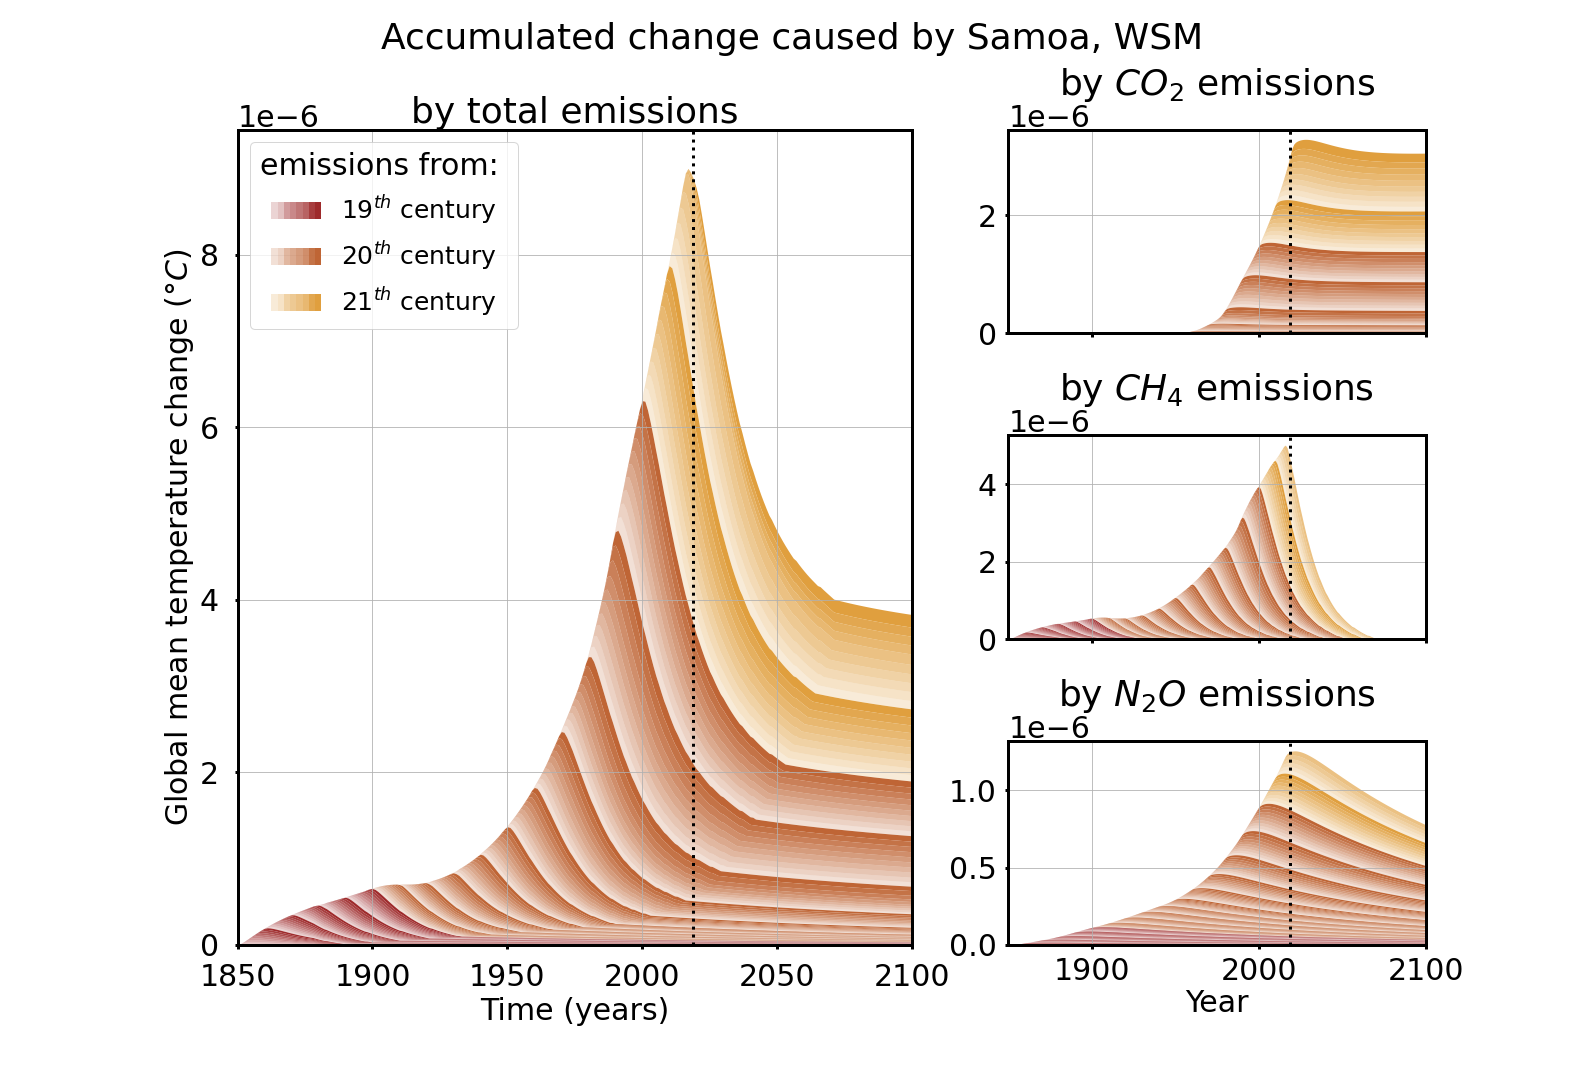 Accumulated change caused by Samoa, WSM
by total emissions
1e−6
Global mean temperature change (°C)
8
6
4
2
0
emissions from:
19th century
20th century
21th century
1850 1900 1950 2000 2050 2100
Time (years)
by CO2 emissions
1e−6
2
0
by CH4 emissions
1e−6
4
2
0
by N2O emissions
1e−6
1.0
0.5
0.0
1900 2000 2100
Year